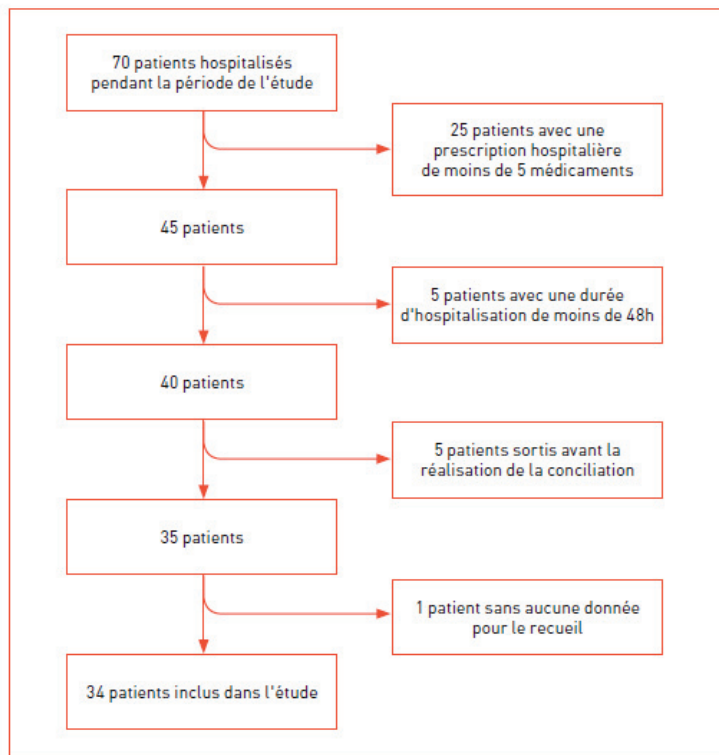 70 patients hospitalisés
pendant la période de l'étude
25 patients avec une
prescription hospitalière
de moins de 5 médicaments
45 patients
5 patients avec une durée
d'hospitalisation de moins de 48h
40 patients
5 patients sortis avant la
réalisation de la conciliation
35 patients
1 patient sans aucune donnée
pour le recueil
34 patients inclus dans l'étude